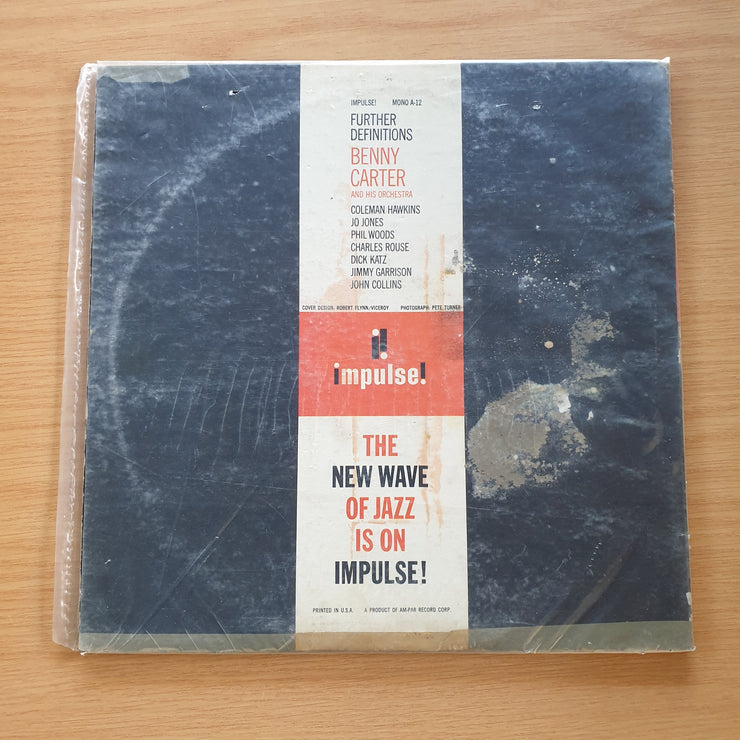 IMPULSE! MONO A-12
FURTHER
DEFINITIONS
BENNY
CARTER
AND HIS ORCHESTRA
COLEMAN HAWKINS
JO JONES
PHIL WOODS
CHARLES ROUSE
DICK KATZ
JIMMY GARRISON
JOHN COLLINS
COVER DESIGN: ROBERT FLYNN/VICEROY PHOTOGRAPH: PETE TURNER
impulse!
THE
NEW WAVE
OF JAZZ
IS ON
IMPULSE!
PRINTED IN U.S.A. A PRODUCT OF AM-PAR RECORD CORP.